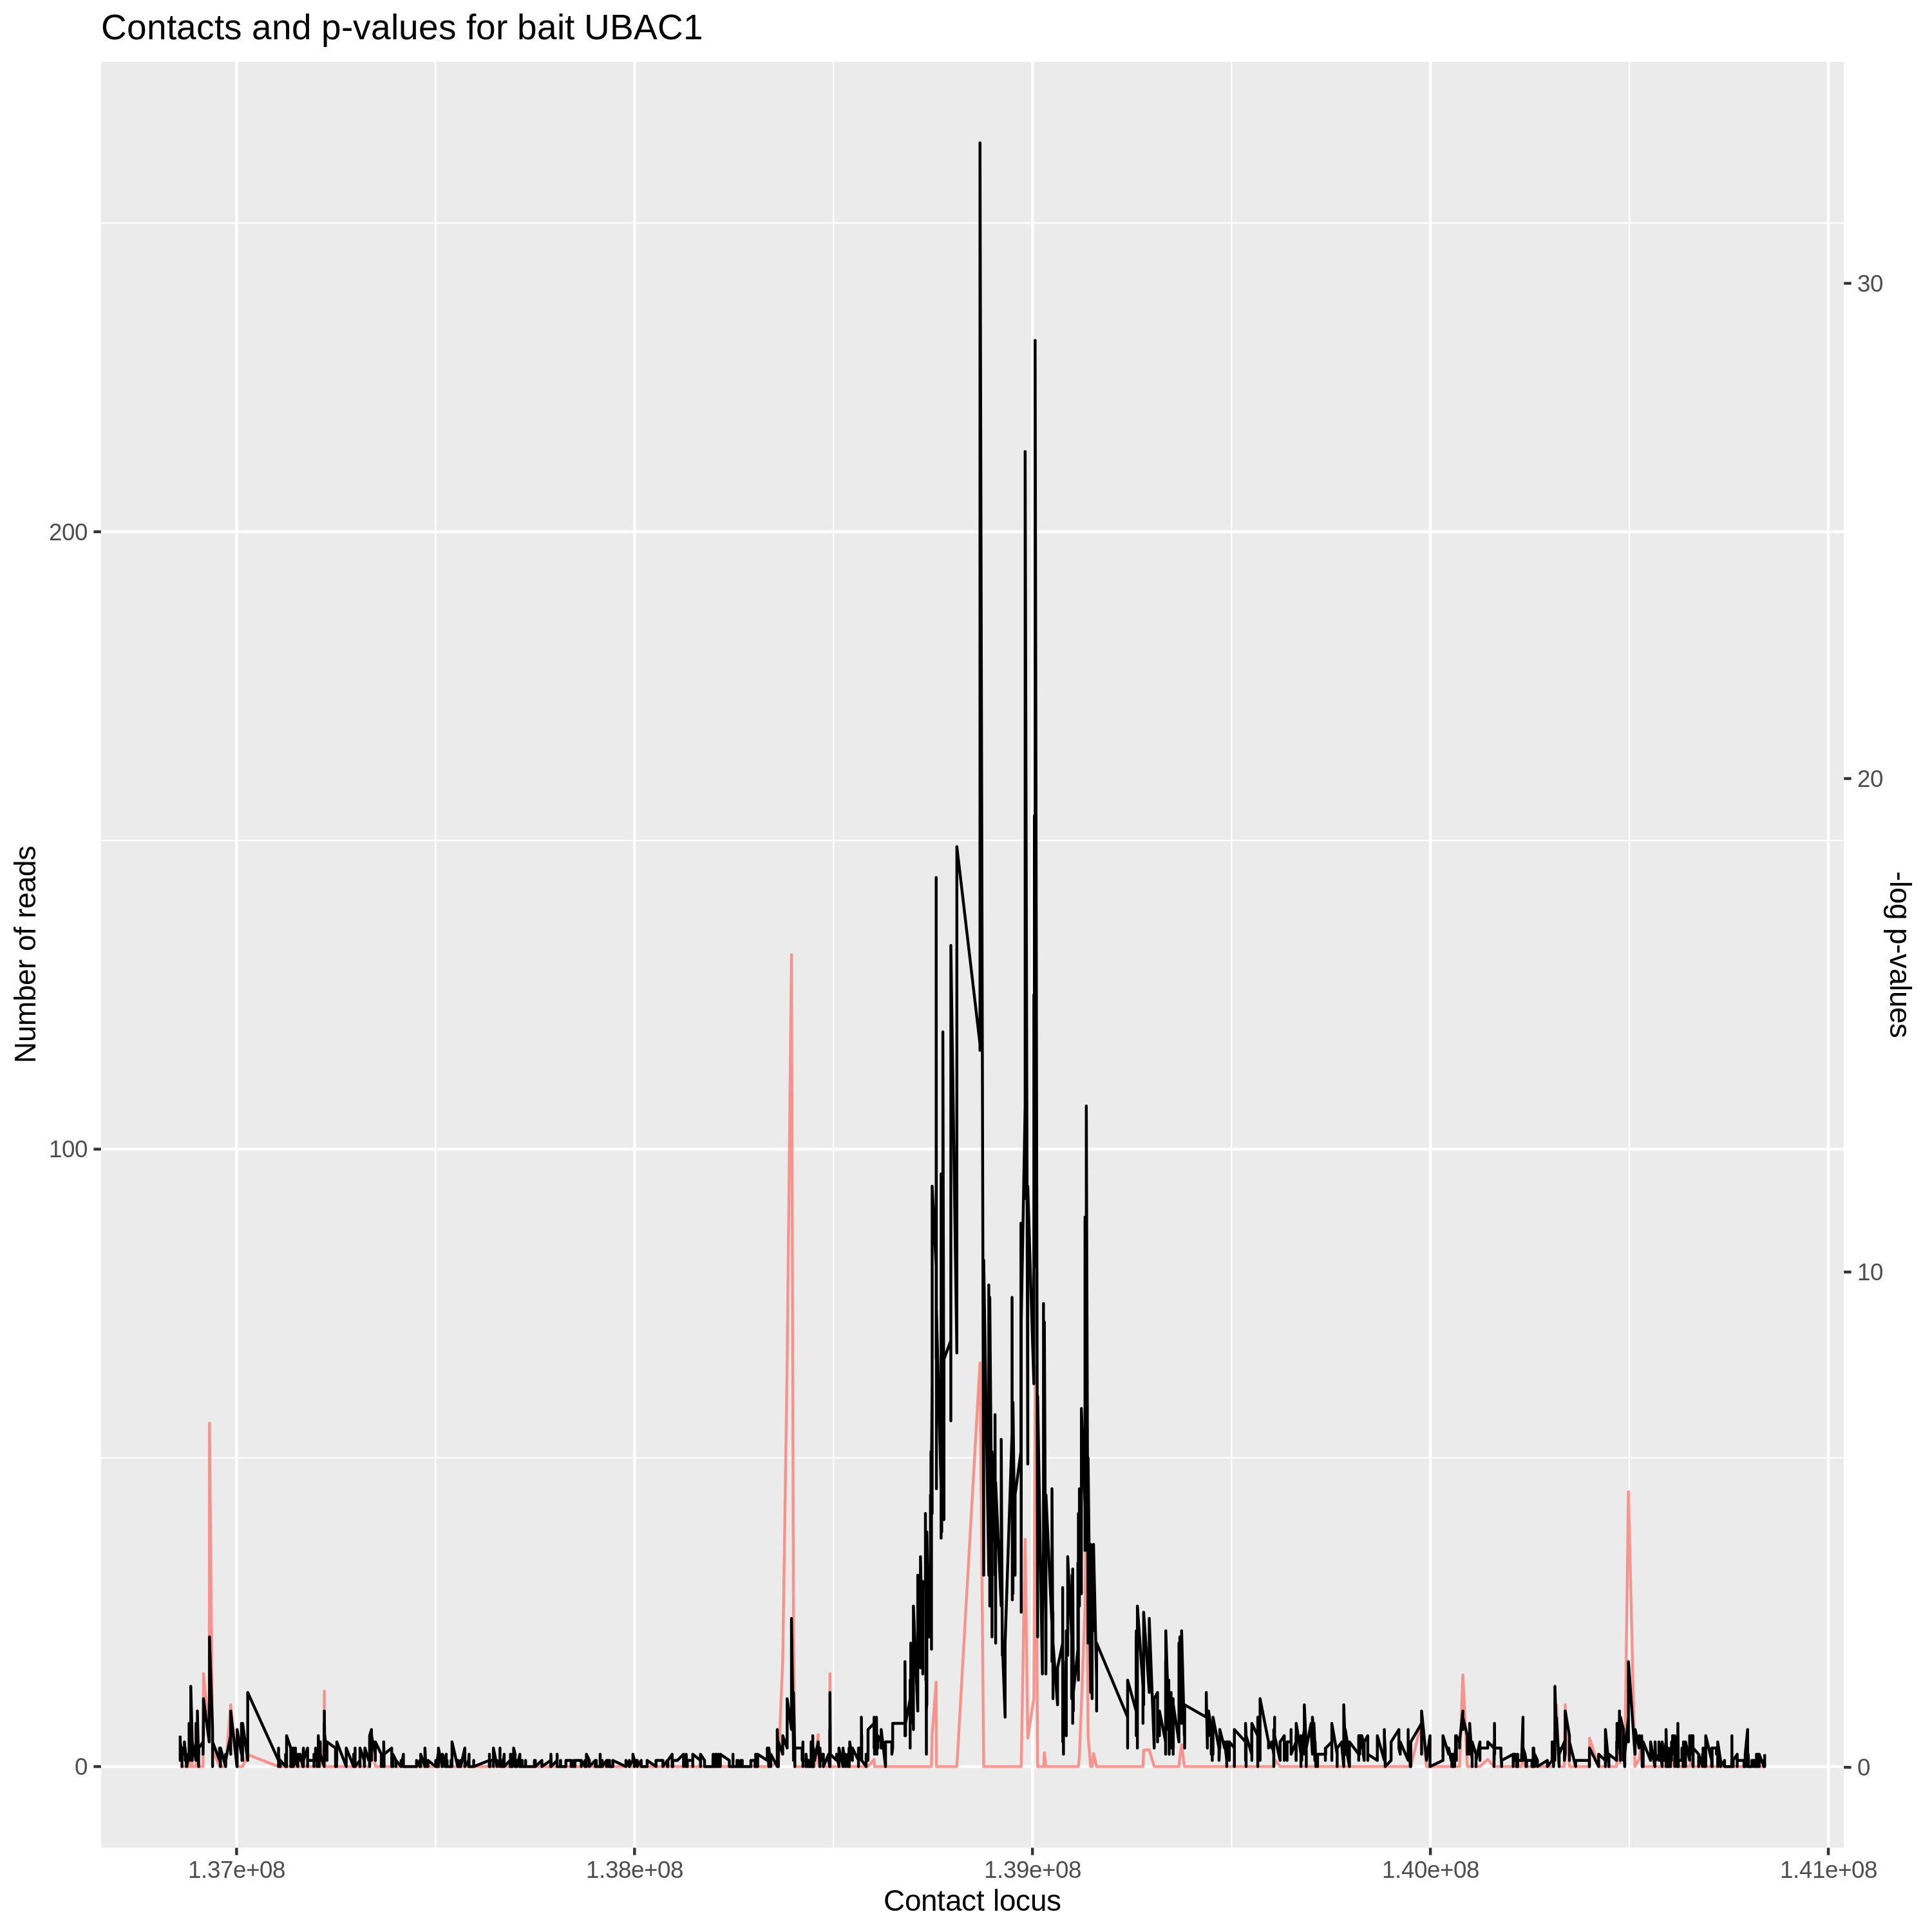 Contacts and p-values for bait UBAC1
Number of reads
200
100
0
30
20
10
0
-log p-values
1.37e+08
1.38e+08
1.39e+08
1.40e+08
1.41e+08
Contact locus